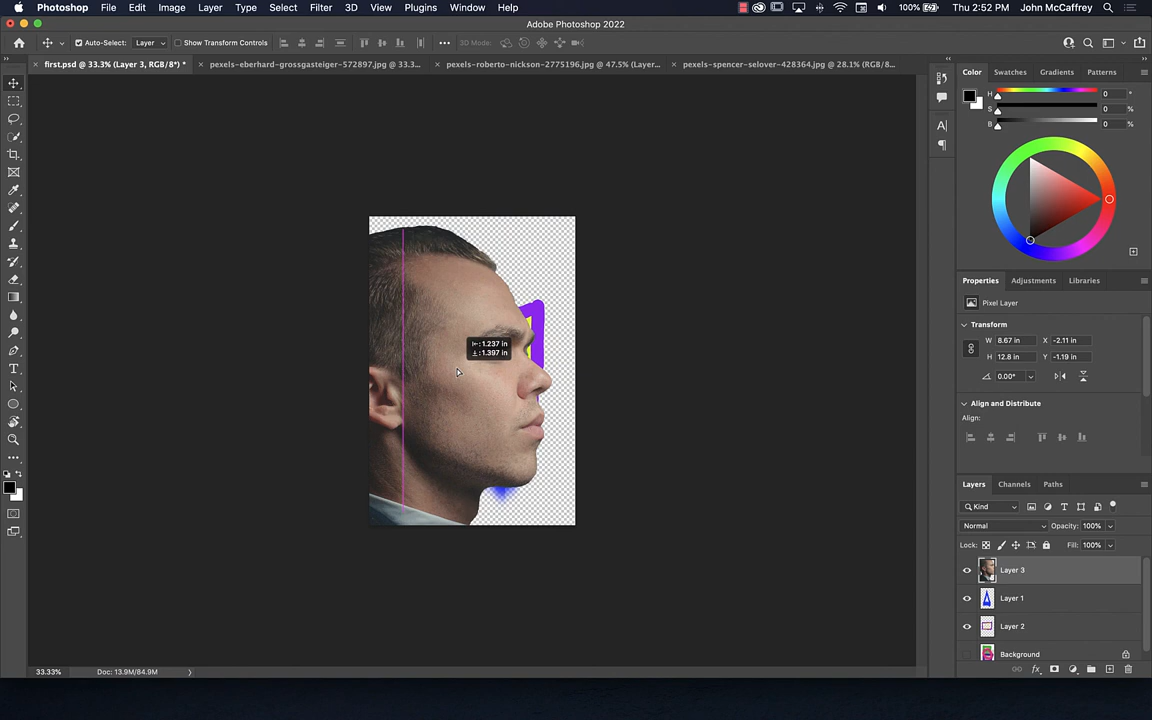 Photoshop File Edit Image Layer Type Select Filter 3D View Plugins Window Help 100% Thu 2:52 PM John McCaffrey
Adobe Photoshop 2022
Auto-Select: Layer Show Transform Controls 3D Mode:
× first.psd @ 33.3% (Layer 3, RGB/8*) * × pexels-eberhard-grossgasteiger-572897.jpg @ 33.3... × pexels-roberto-nickson-2775196.jpg @ 47.5% (Layer... × pexels-spencer-selover-428364.jpg @ 28.1% (RGB/8...
Color Swatches Gradients Patterns
H 0 °
S 0 %
B 0 %
Properties Adjustments Libraries
Pixel Layer
Transform
W 8.67 in X -2.11 in
H 12.8 in Y -1.19 in
0.00°
Align and Distribute
Align:
Layers Channels Paths
Kind
Normal Opacity: 100%
Lock: Fill: 100%
Layer 3
Layer 1
Layer 2
Background
: 1.237 in
: 1.397 in
33.33% Doc: 13.9M/84.9M